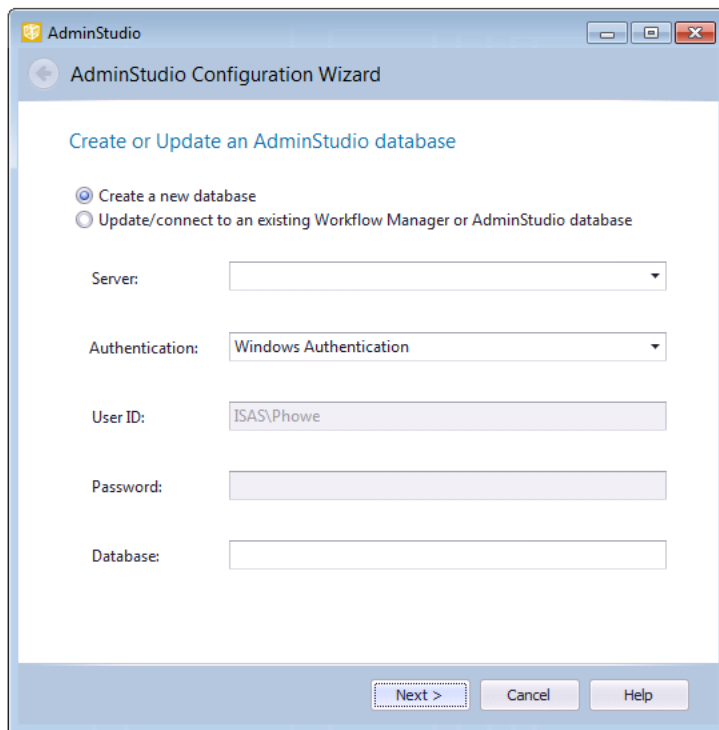 AdminStudio
AdminStudio Configuration Wizard
Create or Update an AdminStudio database
Create a new database
Update/connect to an existing Workflow Manager or AdminStudio database
Server:
Authentication: Windows Authentication
User ID: ISAS\Phowe
Password:
Database:
Next > Cancel Help